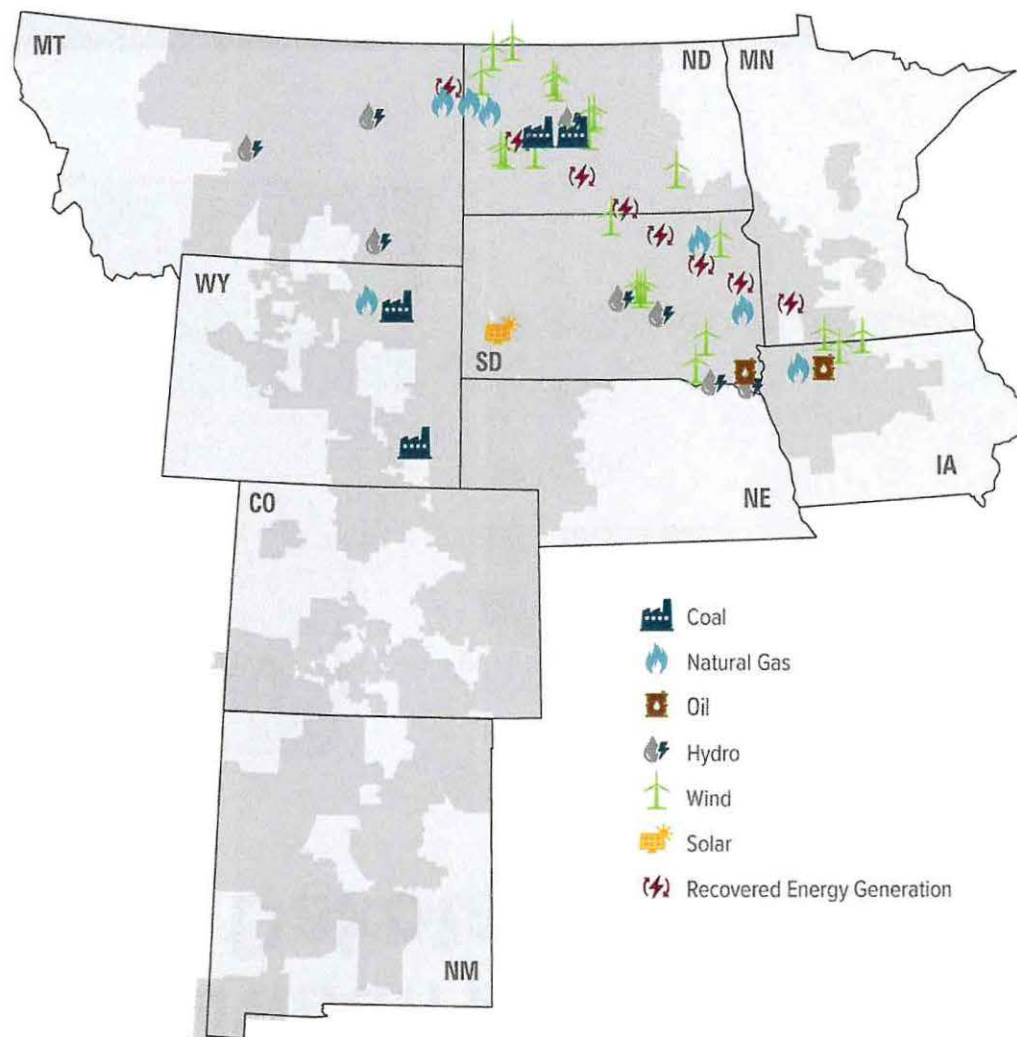 MT
ND
MN
WY
SD
IA
NE
CO
Coal
Natural Gas
Oil
Hydro
Wind
Solar
Recovered Energy Generation
NM